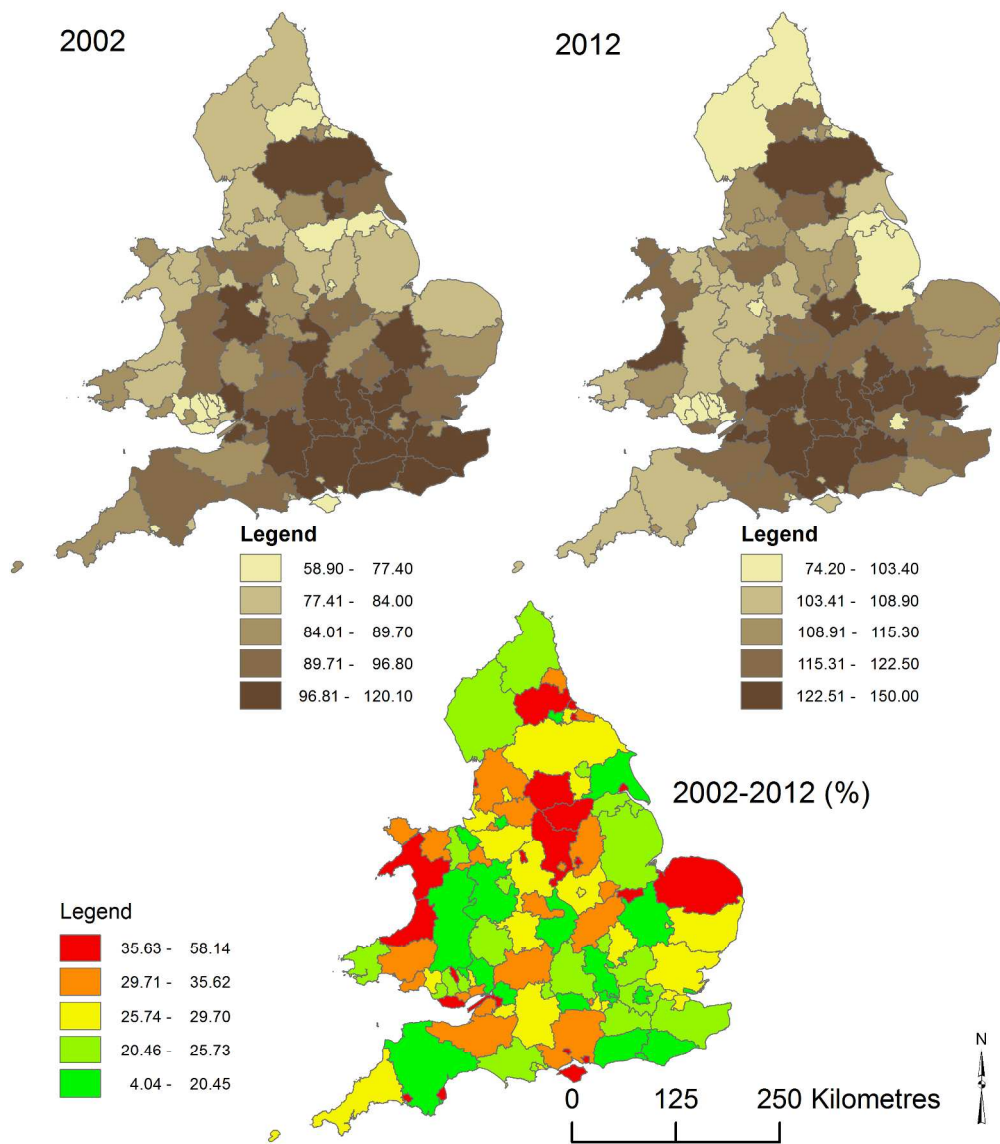 2002
2012
Legend
58.90 - 77.40
77.41 - 84.00
84.01 - 89.70
89.71 - 96.80
96.81 - 120.10
Legend
74.20 - 103.40
103.41 - 108.90
108.91 - 115.30
115.31 - 122.50
122.51 - 150.00
2002-2012 (%)
Legend
35.63 - 58.14
29.71 - 35.62
25.74 - 29.70
20.46 - 25.73
4.04 - 20.45
N
0 125 250 Kilometres